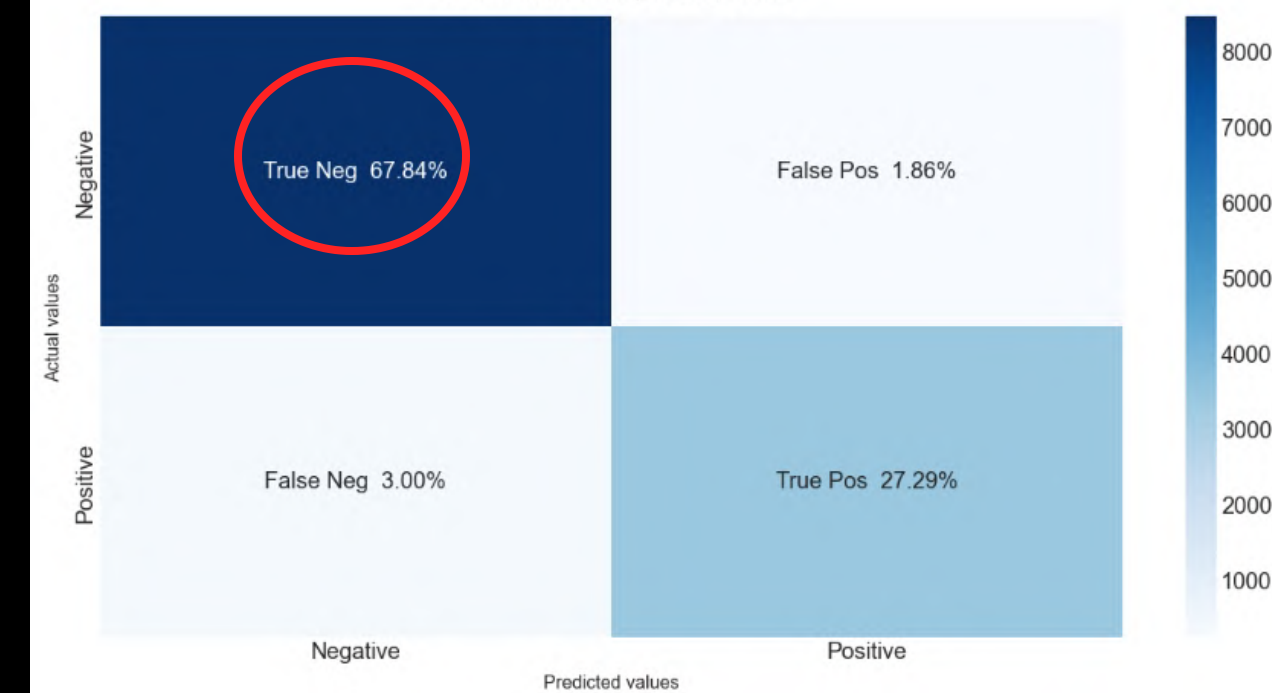 8000
7000
6000
5000
4000
3000
2000
1000
Actual values
Negative
True Neg 67.84%
False Pos 1.86%
Positive
False Neg 3.00%
True Pos 27.29%
Negative
Positive
Predicted values